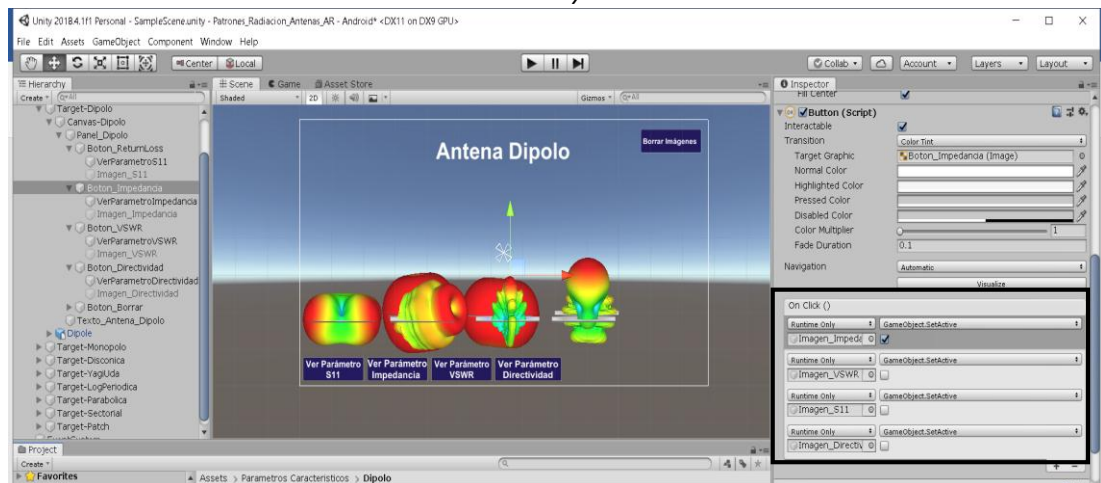 Unity 2018.4.1f1 Personal - SampleScene.unity - Patrones_Radiacion_Antenas_AR - Android* <DX11 on DX9 GPU>
File Edit Assets GameObject Component Window Help
Center Local Collab Account Layers Layout
Hierarchy
Create
Target-Dipolo
Canvas-Dipolo
Panel_Dipolo
Boton_ReturnLoss
VerParametroS11
Imagen_S11
Boton_Impedancia
VerParametroImpedancia
Imagen_Impedancia
Boton_VSWR
VerParametroVSWR
Imagen_VSWR
Boton_Directividad
VerParametroDirectividad
Imagen_Directividad
Boton_Borrar
Texto_Antena_Dipolo
Dipole
Target-Monopolo
Target-Disconica
Target-YagiUda
Target-LogPeriodica
Target-Parabolica
Target-Sectorial
Target-Patch
Scene Game Asset Store
Shaded 2D Gizmos
Antena Dipolo
Borrar Imágenes
Ver Parámetro S11
Ver Parámetro Impedancia
Ver Parámetro VSWR
Ver Parámetro Directividad
Inspector
Fill Center
Button (Script)
Interactable
Transition Color Tint
Target Graphic Boton_Impedancia (Image)
Normal Color
Highlighted Color
Pressed Color
Disabled Color
Color Multiplier 1
Fade Duration 0.1
Navigation Automatic
Visualize
On Click ()
Runtime Only GameObject.SetActive
Imagen_Impeda
Runtime Only GameObject.SetActive
Imagen_VSWR
Runtime Only GameObject.SetActive
Imagen_S11
Runtime Only GameObject.SetActive
Imagen_Directiv
Project
Create
Favorites
Assets > Parametros Caracteristicos > Dipolo